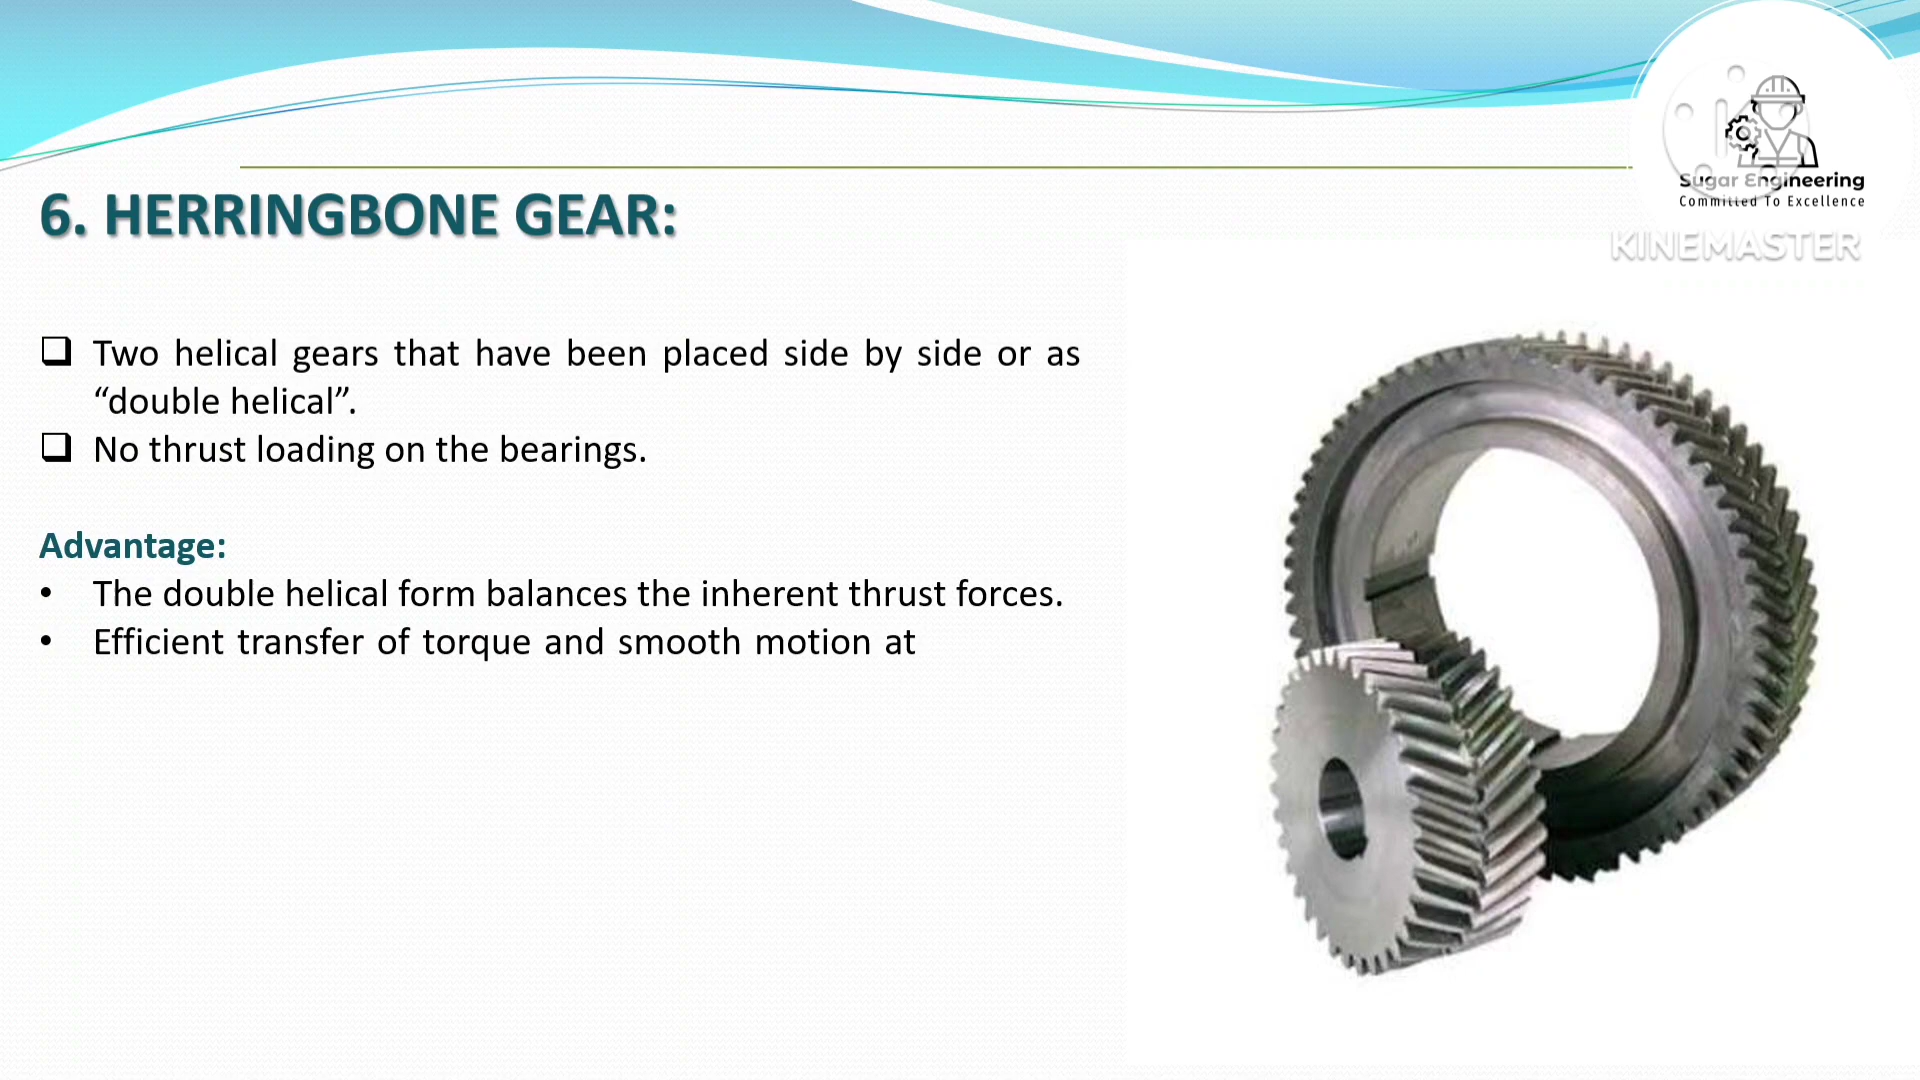 Sugar Engineering
Committed To Excellence
KINEMASTER
6. HERRINGBONE GEAR:
❑ Two helical gears that have been placed side by side or as
“double helical”.
❑ No thrust loading on the bearings.
Advantage:
• The double helical form balances the inherent thrust forces.
• Efficient transfer of torque and smooth motion at